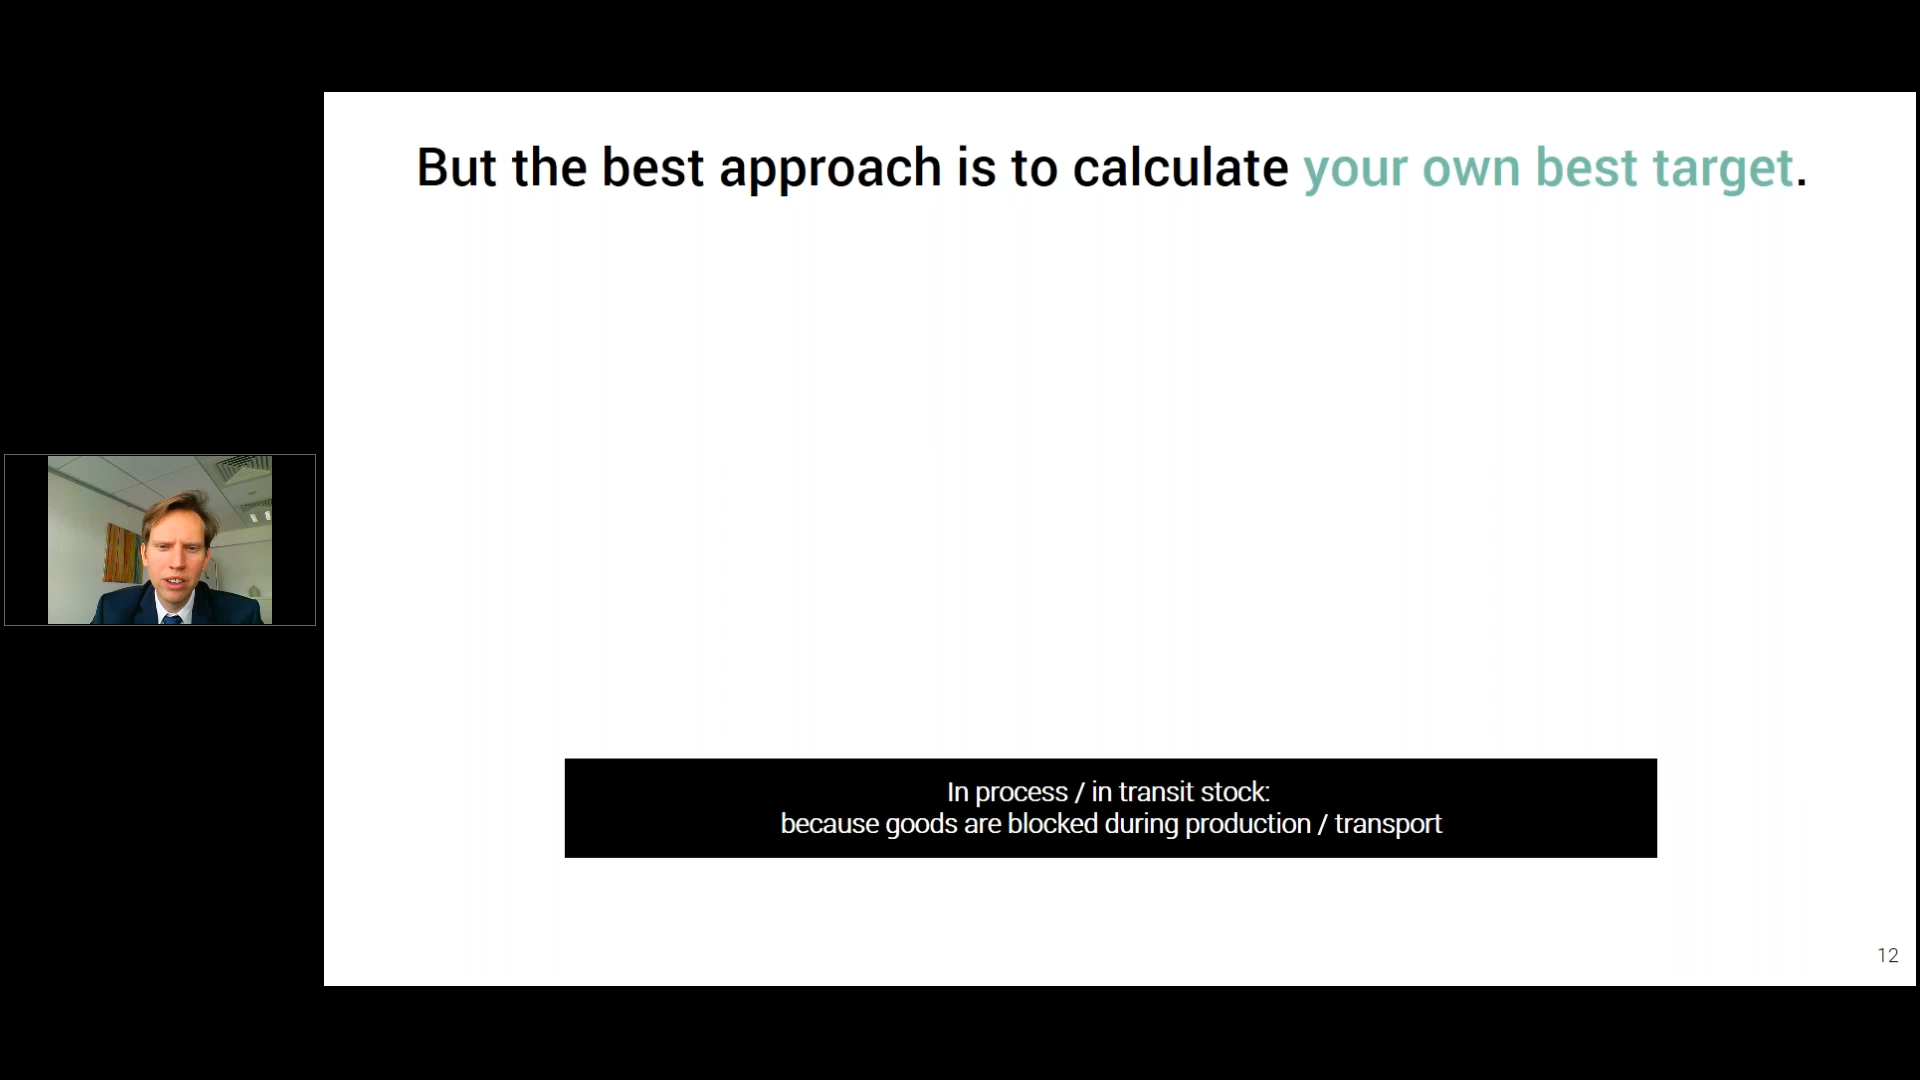 But the best approach is to calculate your own best target.
In process / in transit stock:
because goods are blocked during production / transport
12